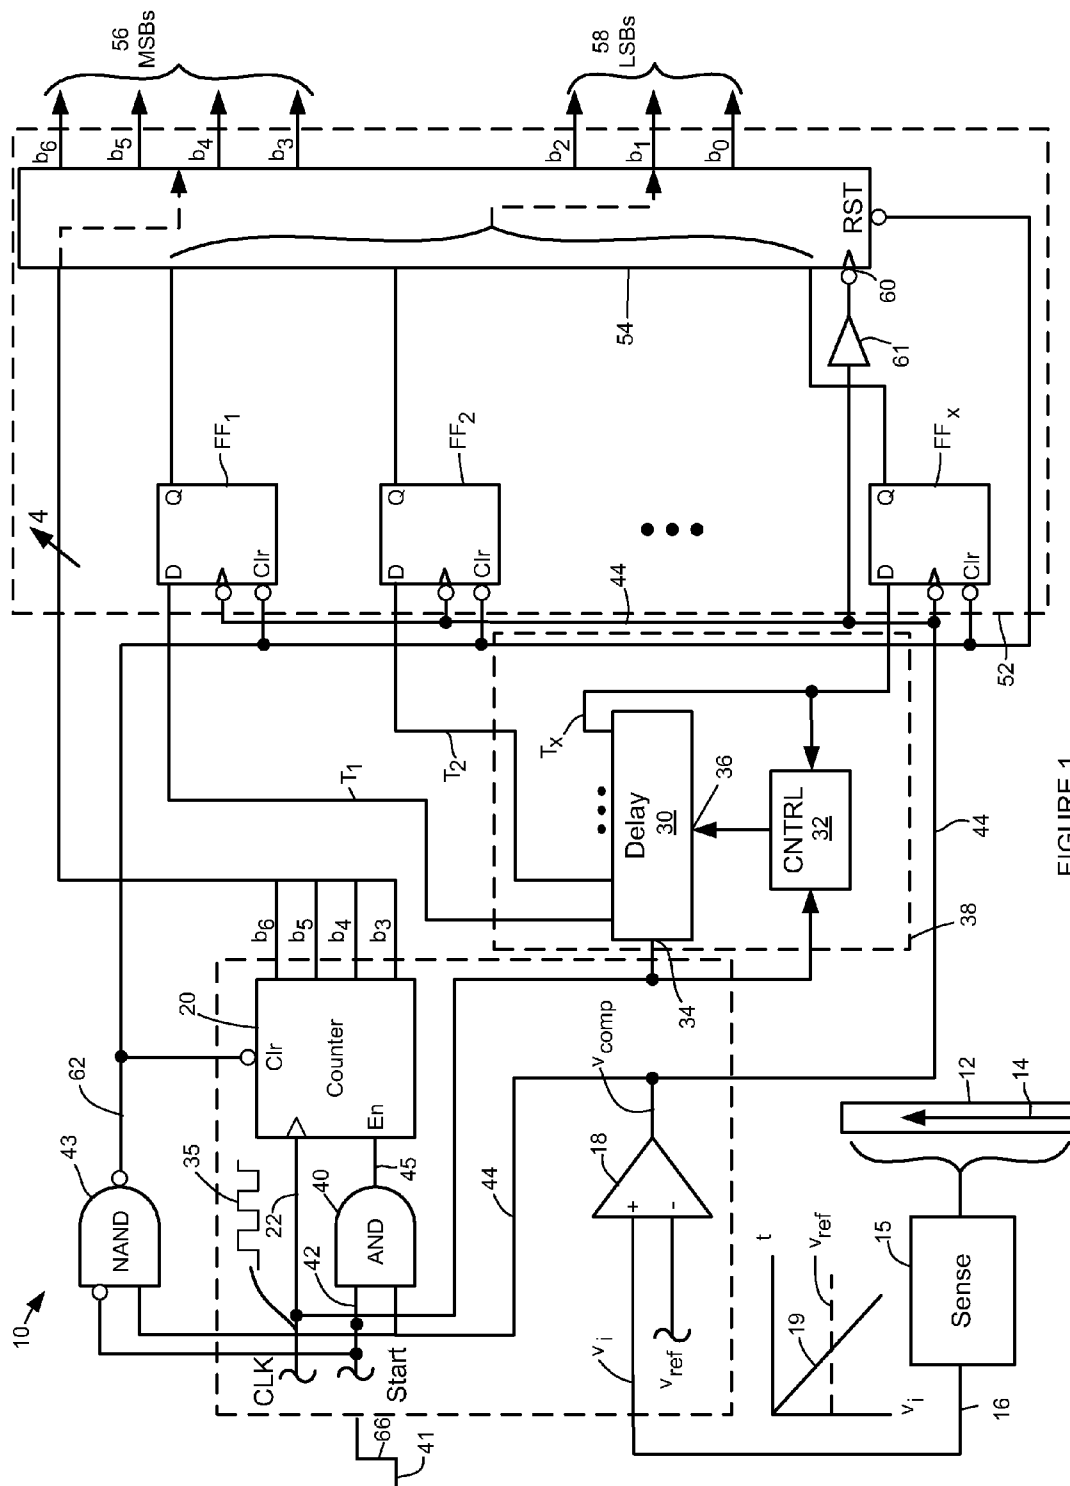 10
43
NAND
62
35
20
Clr
Counter
En
b6
b5
b4
b3
CLK
22
42
40
45
AND
Start
66
41
44
18
+
-
vcomp
vi
vref
34
T1
T2
Tx
Delay
30
36
CNTRL
32
38
44
19
t
vref
vi
16
15
Sense
12
14
4
D
Q
Clr
FF1
D
Q
Clr
FF2
44
D
Q
Clr
FFx
52
54
60
61
RST
b6
b5
b4
b3
56
MSBs
b2
b1
b0
58
LSBs
FIGURE 1